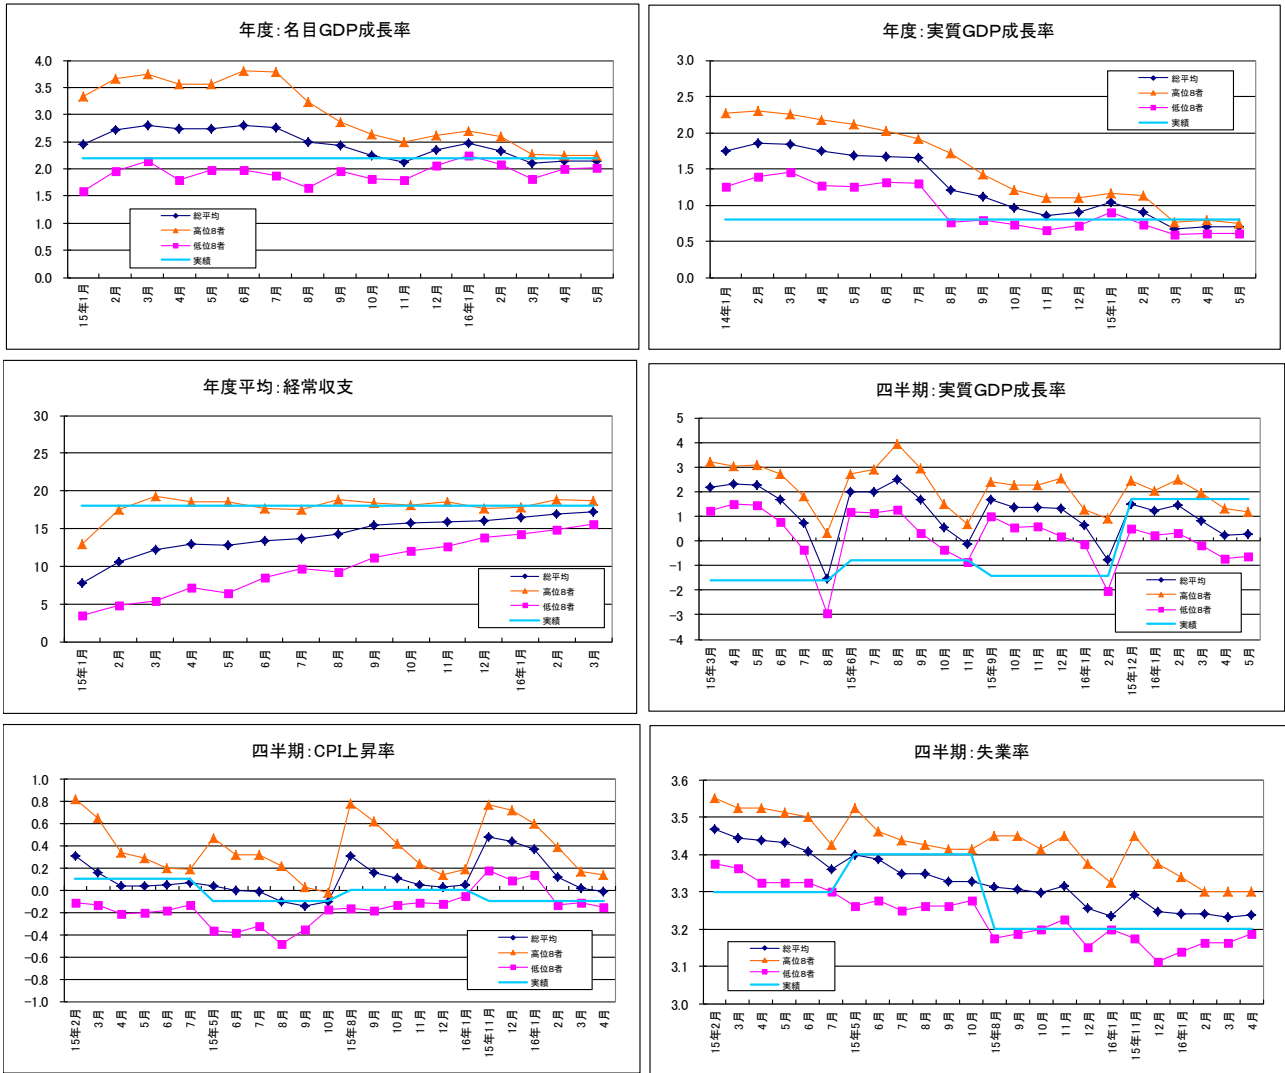 年度:名目GDP成長率
4.0
3.5
3.0
2.5
2.0
1.5
1.0
0.5
0.0
総平均
高位8者
低位8者
実績
15年1月
2月
3月
4月
5月
6月
7月
8月
9月
10月
11月
12月
16年1月
2月
3月
4月
5月
年度:実質GDP成長率
3.0
2.5
2.0
1.5
1.0
0.5
0.0
総平均
高位8者
低位8者
実績
14年1月
2月
3月
4月
5月
6月
7月
8月
9月
10月
11月
12月
15年1月
2月
3月
4月
5月
年度平均:経常収支
30
25
20
15
10
5
0
総平均
高位8者
低位8者
実績
15年1月
2月
3月
4月
5月
6月
7月
8月
9月
10月
11月
12月
16年1月
2月
3月
四半期:実質GDP成長率
5
4
3
2
1
0
-1
-2
-3
-4
総平均
高位8者
低位8者
実績
15年3月
4月
5月
6月
7月
8月
15年6月
7月
8月
9月
10月
11月
15年9月
10月
11月
12月
16年1月
2月
15年12月
16年1月
2月
3月
4月
5月
四半期:CPI上昇率
1.0
0.8
0.6
0.4
0.2
0.0
-0.2
-0.4
-0.6
-0.8
-1.0
総平均
高位8者
低位8者
実績
15年2月
3月
4月
5月
6月
7月
15年5月
6月
7月
8月
9月
10月
15年8月
9月
10月
11月
12月
16年1月
15年11月
12月
16年1月
2月
3月
4月
四半期:失業率
3.6
3.5
3.4
3.3
3.2
3.1
3.0
総平均
高位8者
低位8者
実績
15年2月
3月
4月
5月
6月
7月
15年5月
6月
7月
8月
9月
10月
15年8月
9月
10月
11月
12月
16年1月
15年11月
12月
16年1月
2月
3月
4月